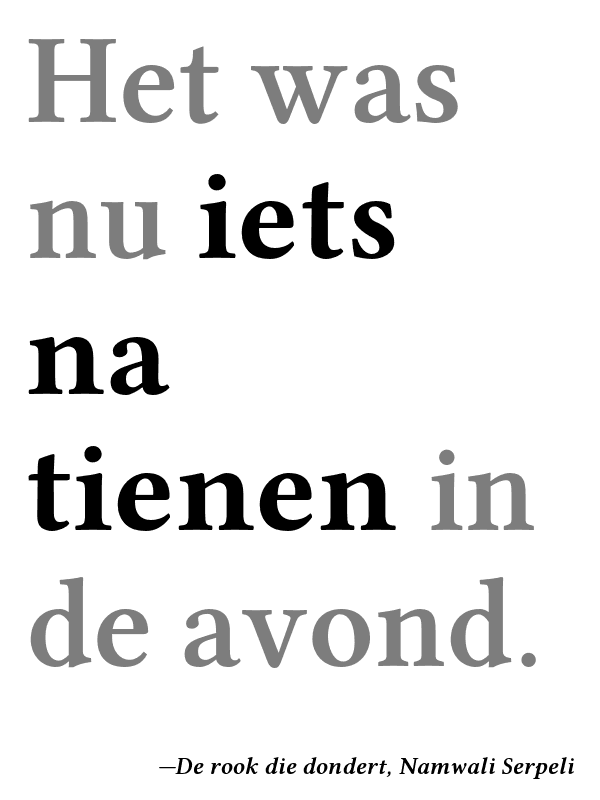 Het was
nu iets
na
tienen in
de avond.
—De rook die dondert, Namwali Serpeli